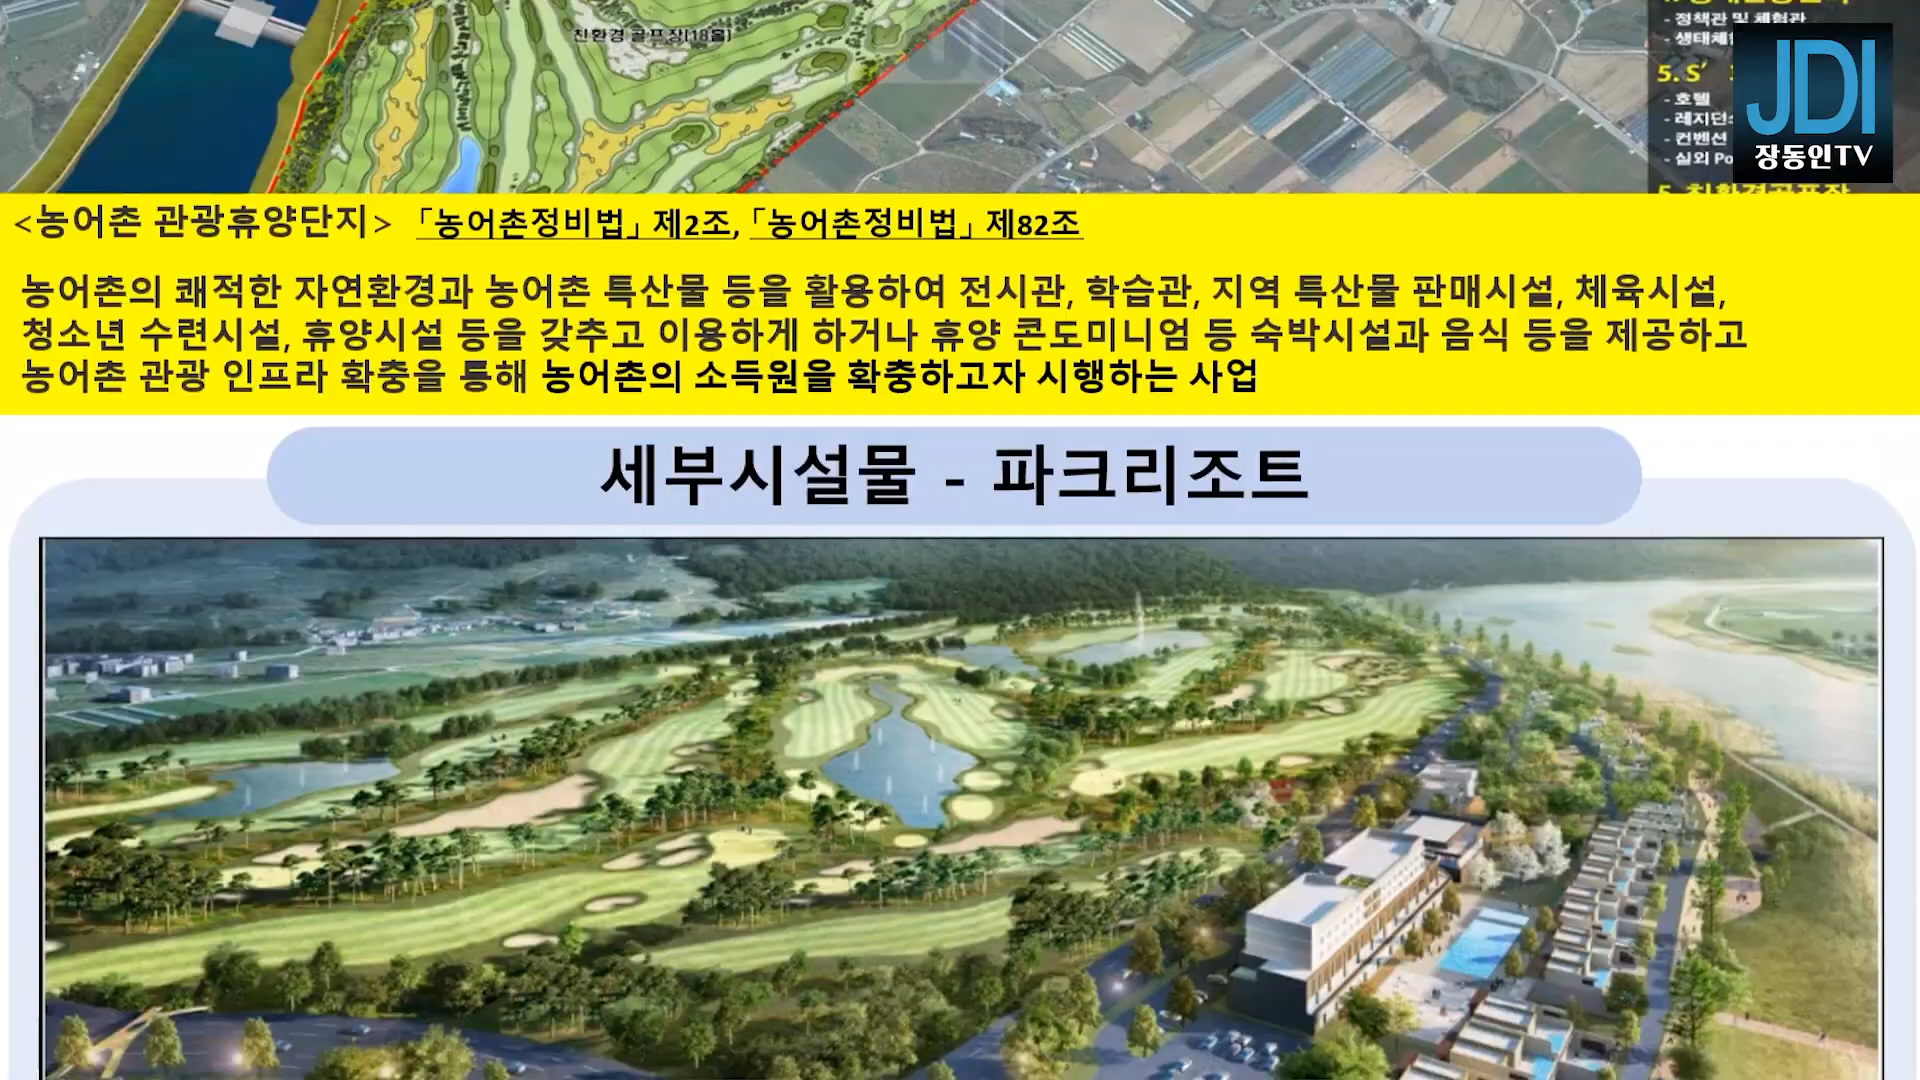 친환경 골프장(18홀)
- 정책관 및 체험관
- 생태체
5. S'
- 호텔
- 레지던
- 컨벤션
- 실외 Po
JDI
장동인TV
<농어촌 관광휴양단지> 「농어촌정비법」 제2조, 「농어촌정비법」 제82조
농어촌의 쾌적한 자연환경과 농어촌 특산물 등을 활용하여 전시관, 학습관, 지역 특산물 판매시설, 체육시설,
청소년 수련시설, 휴양시설 등을 갖추고 이용하게 하거나 휴양 콘도미니엄 등 숙박시설과 음식 등을 제공하고
농어촌 관광 인프라 확충을 통해 농어촌의 소득원을 확충하고자 시행하는 사업
세부시설물 - 파크리조트